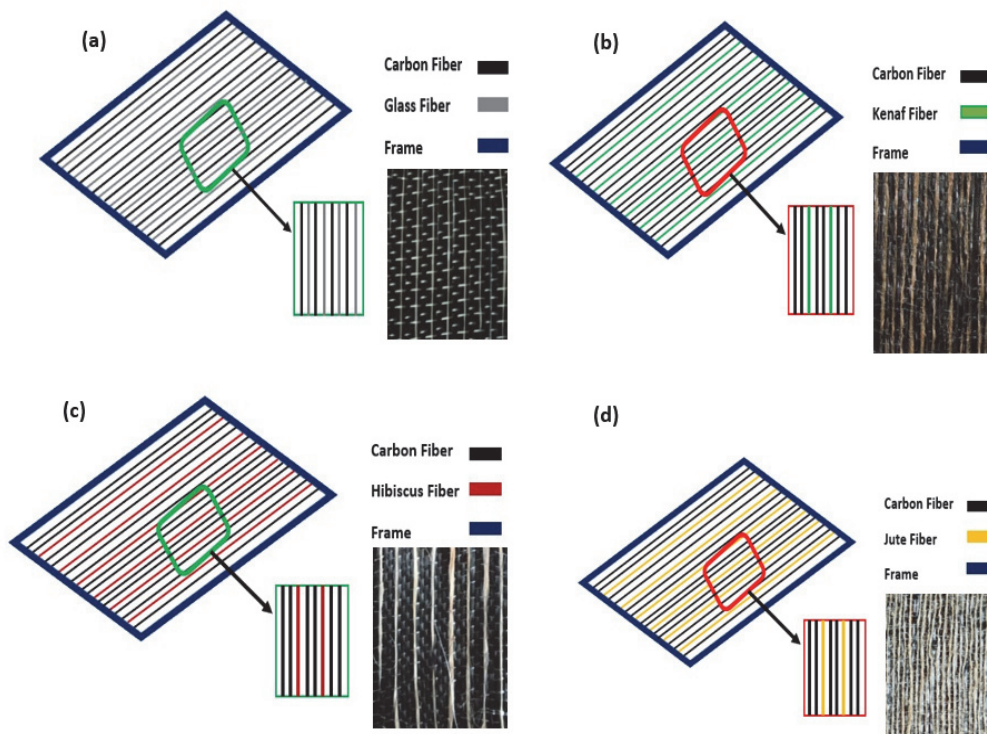 (a)
Carbon Fiber
Glass Fiber
Frame
(b)
Carbon Fiber
Kenaf Fiber
Frame
(c)
Carbon Fiber
Hibiscus Fiber
Frame
(d)
Carbon Fiber
Jute Fiber
Frame